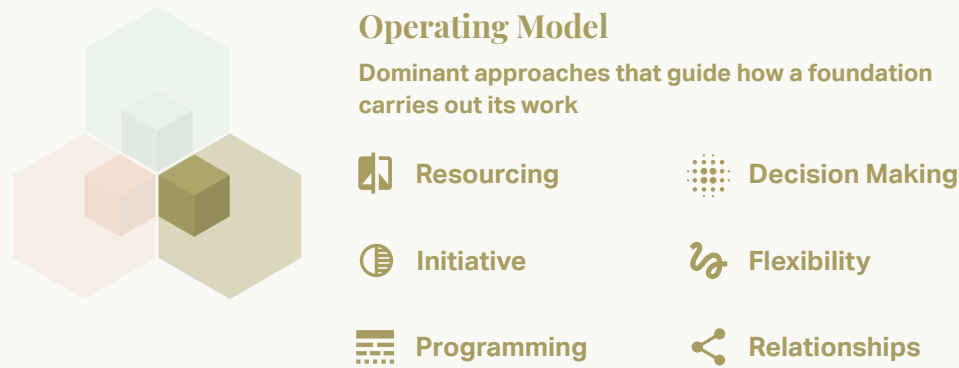 Operating Model
Dominant approaches that guide how a foundation
carries out its work
Resourcing
Decision Making
Initiative
Flexibility
Programming
Relationships